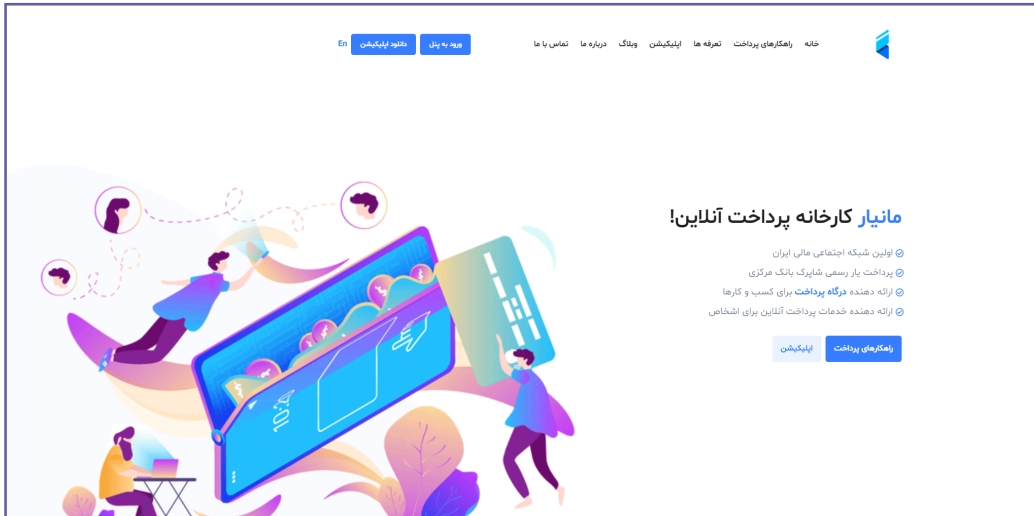 خانه راهکارهای پرداخت تعرفه ها اپلیکیشن وبلاگ درباره ما تماس با ما ورود به پنل دانلود اپلیکیشن En
مانیار کارخانه پرداخت آنلاین!
اولین شبکه اجتماعی مالی ایران
پرداخت یار رسمی شاپرک بانک مرکزی
ارائه دهنده درگاه پرداخت برای کسب و کارها
ارائه دهنده خدمات پرداخت آنلاین برای اشخاص
راهکارهای پرداخت اپلیکیشن
10:24